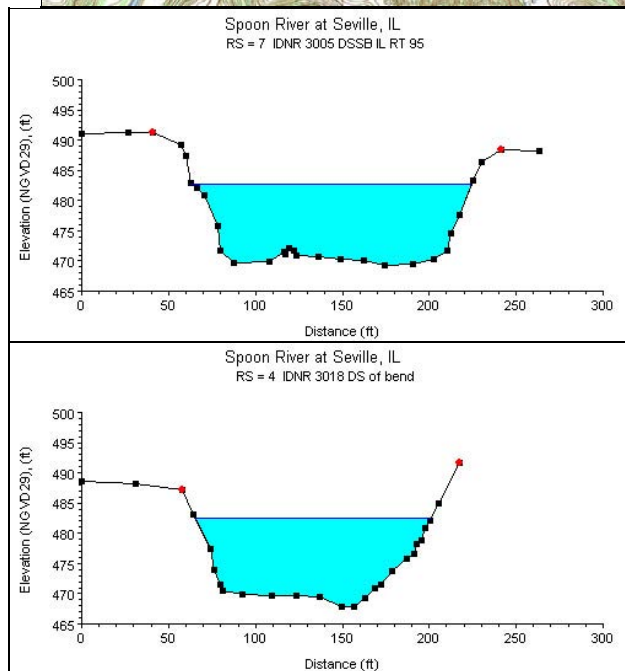 Spoon River at Seville, IL
RS = 7 IDNR 3005 DSSB IL RT 95
500
495
490
485
480
475
470
465
Elevation (NGVD29), (ft)
0 50 100 150 200 250 300
Distance (ft)
Spoon River at Seville, IL
RS = 4 IDNR 3018 DS of bend
500
495
490
485
480
475
470
465
Elevation (NGVD29), (ft)
0 50 100 150 200 250 300
Distance (ft)